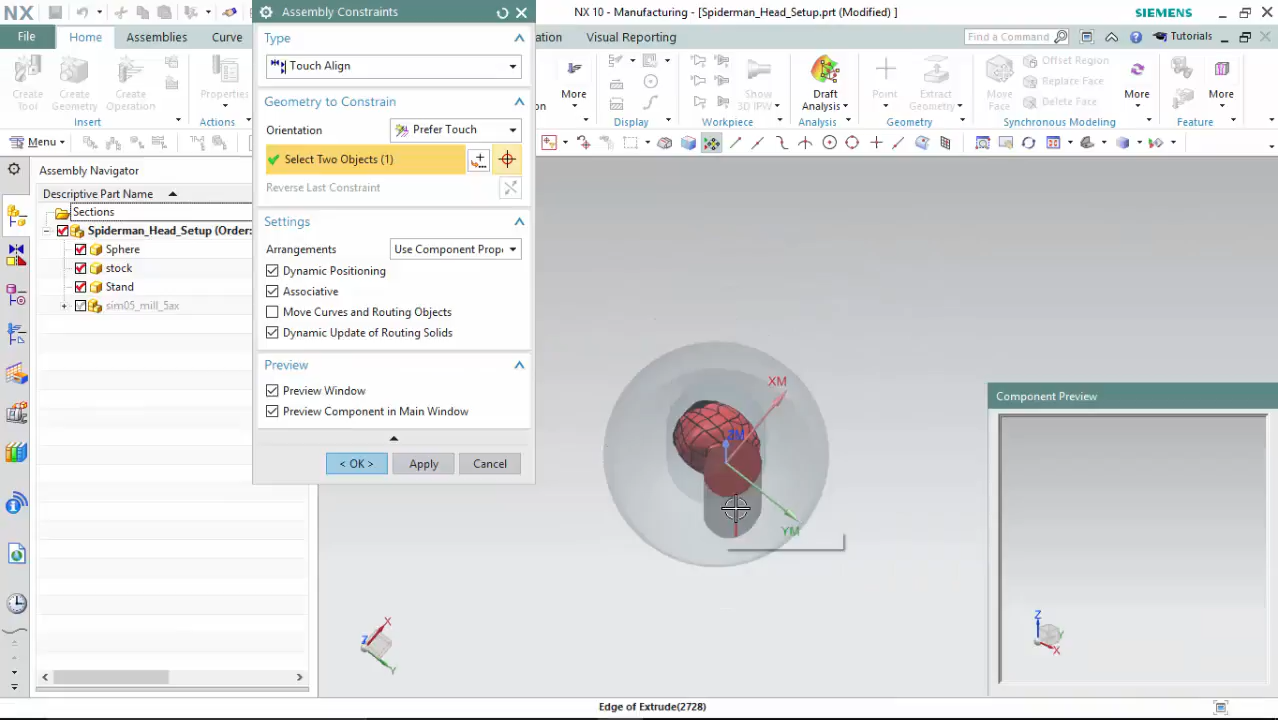 NX
Assembly Constraints
NX 10 - Manufacturing - [Spiderman_Head_Setup.prt (Modified) ]
SIEMENS
File
Home
Assemblies
Curve
Visual Reporting
Find a Command
Tutorials
Create
Tool
Create
Geometry
Create
Operation
Properties
Insert
Actions
More
Display
Show
3D IPW
Workpiece
Draft
Analysis
Analysis
Point
Extract
Geometry
Geometry
Move
Face
Offset Region
Replace Face
Delete Face
More
Synchronous Modeling
More
Feature
Menu
Type
Touch Align
Geometry to Constrain
Orientation
Prefer Touch
Select Two Objects (1)
Reverse Last Constraint
Settings
Arrangements
Use Component Prop
Dynamic Positioning
Associative
Move Curves and Routing Objects
Dynamic Update of Routing Solids
Preview
Preview Window
Preview Component in Main Window
< OK >
Apply
Cancel
Assembly Navigator
Descriptive Part Name
Sections
Spiderman_Head_Setup (Order:
Sphere
stock
Stand
sim05_mill_5ax
XM
ZM
YM
Z
X
Y
Component Preview
Z
Y
X
Edge of Extrude(2728)